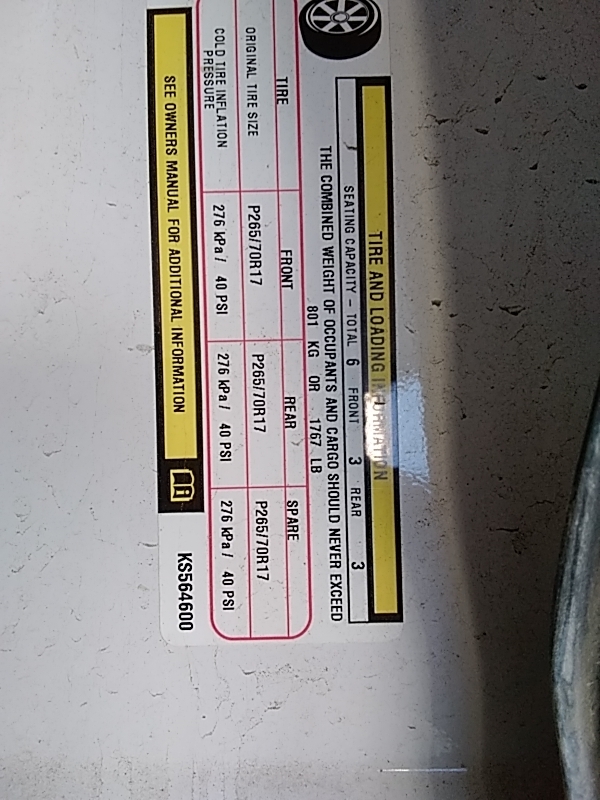 TIRE AND LOADING INFORMATION
SEATING CAPACITY – TOTAL 6 FRONT 3 REAR 3
THE COMBINED WEIGHT OF OCCUPANTS AND CARGO SHOULD NEVER EXCEED
801 KG OR 1767 LB
TIRE FRONT REAR SPARE
ORIGINAL TIRE SIZE P265/70R17 P265/70R17 P265/70R17
COLD TIRE INFLATION
PRESSURE 276 kPa / 40 PSI 276 kPa / 40 PSI 276 kPa / 40 PSI
SEE OWNERS MANUAL FOR ADDITIONAL INFORMATION
KS564600